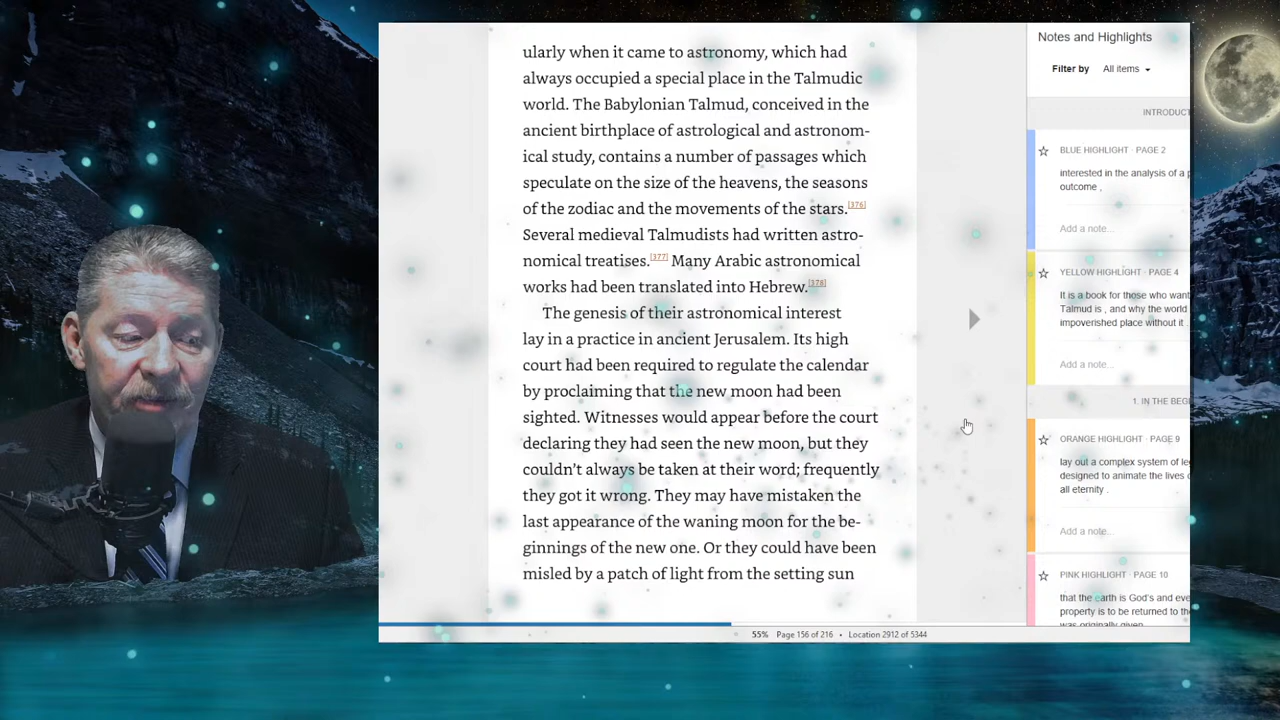 ularly when it came to astronomy, which had
always occupied a special place in the Talmudic
world. The Babylonian Talmud, conceived in the
ancient birthplace of astrological and astronom-
ical study, contains a number of passages which
speculate on the size of the heavens, the seasons
of the zodiac and the movements of the stars.[376]
Several medieval Talmudists had written astro-
nomical treatises.[377] Many Arabic astronomical
works had been translated into Hebrew.[378]
The genesis of their astronomical interest
lay in a practice in ancient Jerusalem. Its high
court had been required to regulate the calendar
by proclaiming that the new moon had been
sighted. Witnesses would appear before the court
declaring they had seen the new moon, but they
couldn't always be taken at their word; frequently
they got it wrong. They may have mistaken the
last appearance of the waning moon for the be-
ginnings of the new one. Or they could have been
misled by a patch of light from the setting sun
55% Page 156 of 216 • Location 2912 of 5344
Notes and Highlights
Filter by All items
INTRODUCT
BLUE HIGHLIGHT · PAGE 2
interested in the analysis of a p
outcome ,
Add a note...
YELLOW HIGHLIGHT · PAGE 4
It is a book for those who want
Talmud is , and why the world
impoverished place without it .
Add a note...
1. IN THE BEG
ORANGE HIGHLIGHT · PAGE 9
lay out a complex system of le
designed to animate the lives
all eternity .
Add a note...
PINK HIGHLIGHT · PAGE 10
that the earth is God's and eve
property is to be returned to th
was originally given